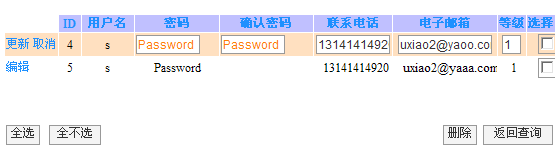 ID 用户名 密码 确认密码 联系电话 电子邮箱 等级 选择
更新 取消 4 s Password Password 1314141492 uxiao2@yaoo.co 1
编辑 5 s Password 13141414920 uxiao2@yaaa.com 1
全选 全不选 删除 返回查询